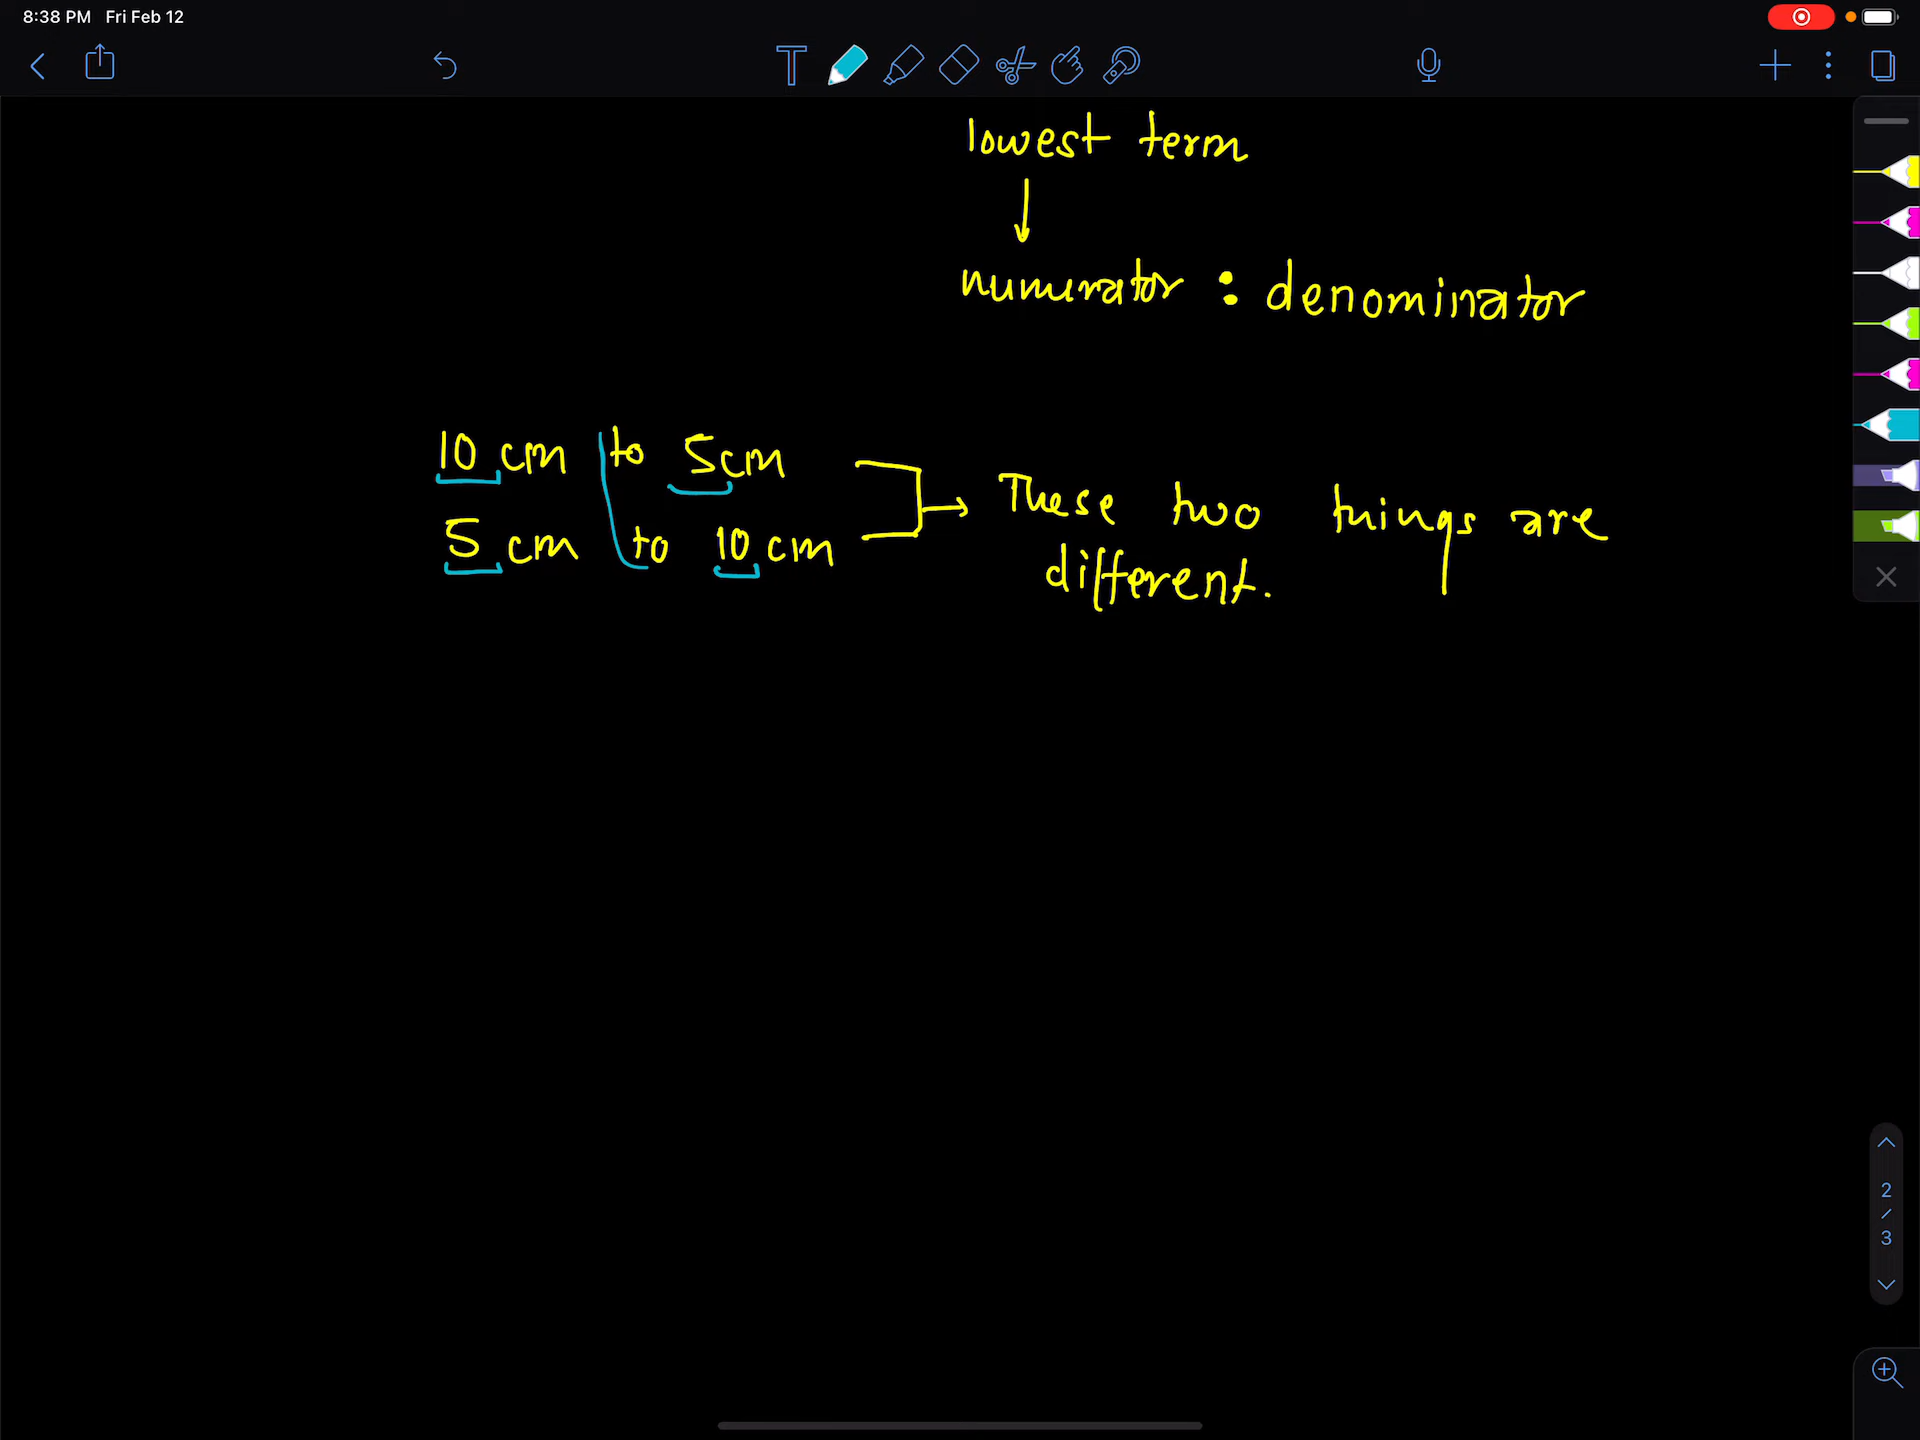 8:38 PM Fri Feb 12
lowest term
numerator : denominator
10 cm to 5cm
5 cm to 10 cm
These two things are
different.
2
/
3